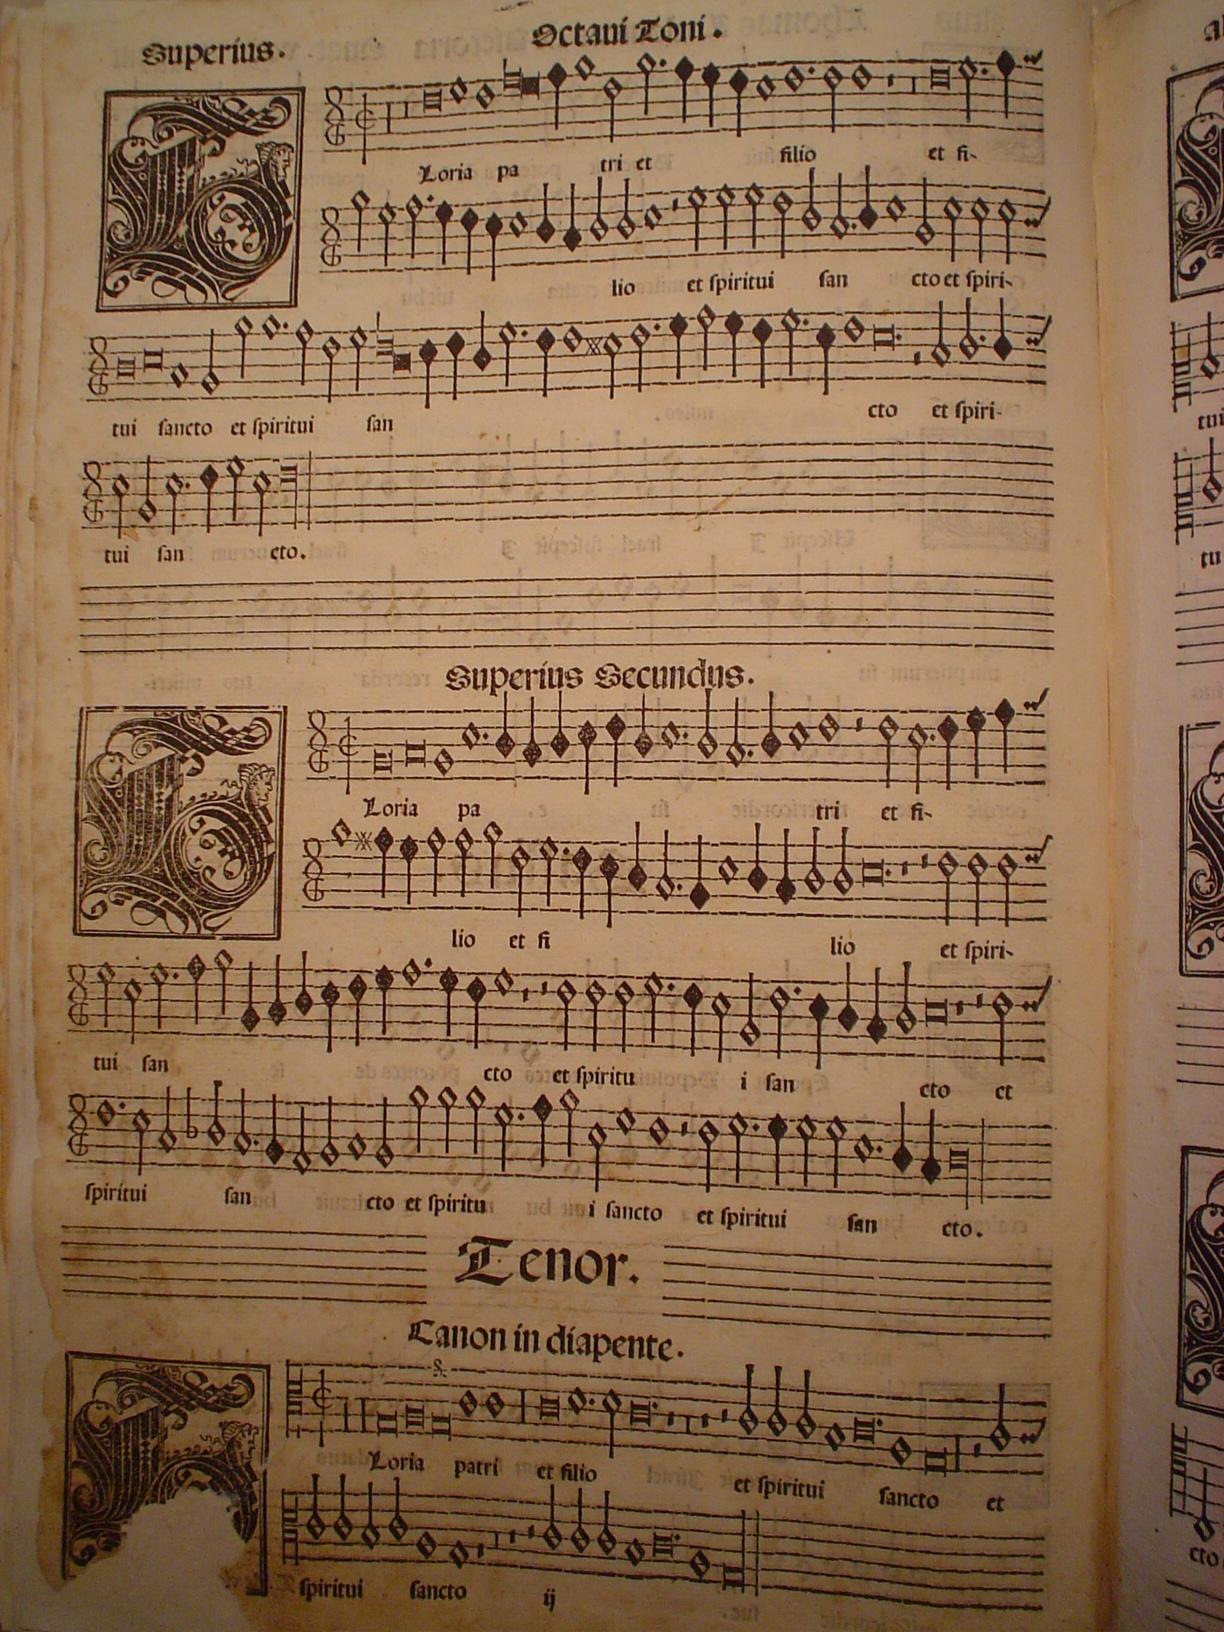 Superius. Octaui Toni.
Gloria pa tri et filio et fi-
lio et spiritui san cto et spiri-
tui sancto et spiritui san cto et spiri-
tui san cto.
Superius Secundus.
Gloria pa tri et fi-
lio et fi lio et spiri-
tui san cto et spiritu i san cto et
spiritui san cto et spiritu i sancto et spiritui san cto.
Tenor.
Canon in diapente.
Gloria patri et filio et spiritui sancto et
spiritui sancto ij